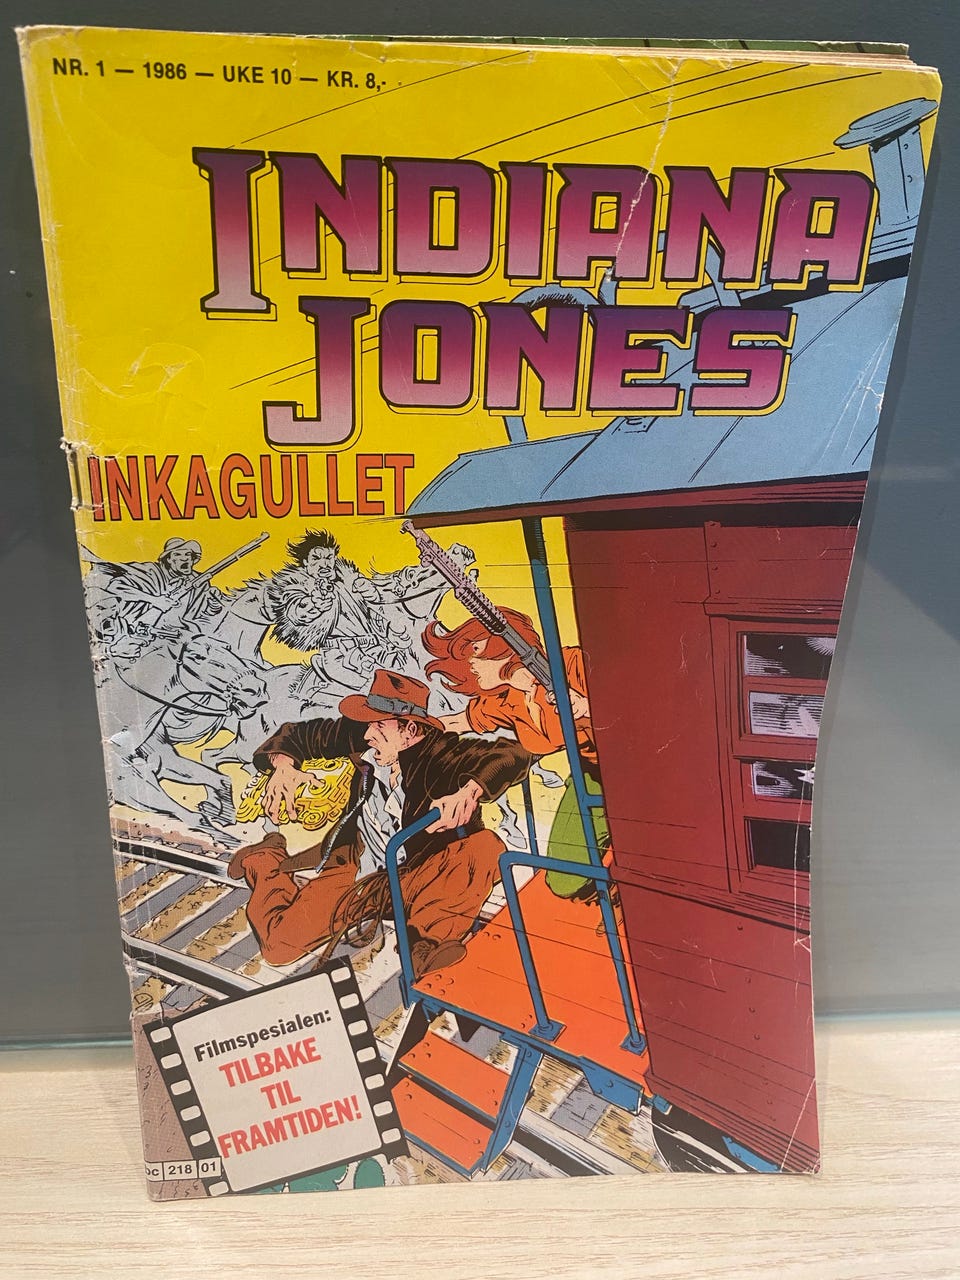 NR. 1 — 1986 — UKE 10 — KR. 8,-
INDIANA
JONES
INKAGULLET
Filmspesialen:
TILBAKE
TIL
FRAMTIDEN!
218 01